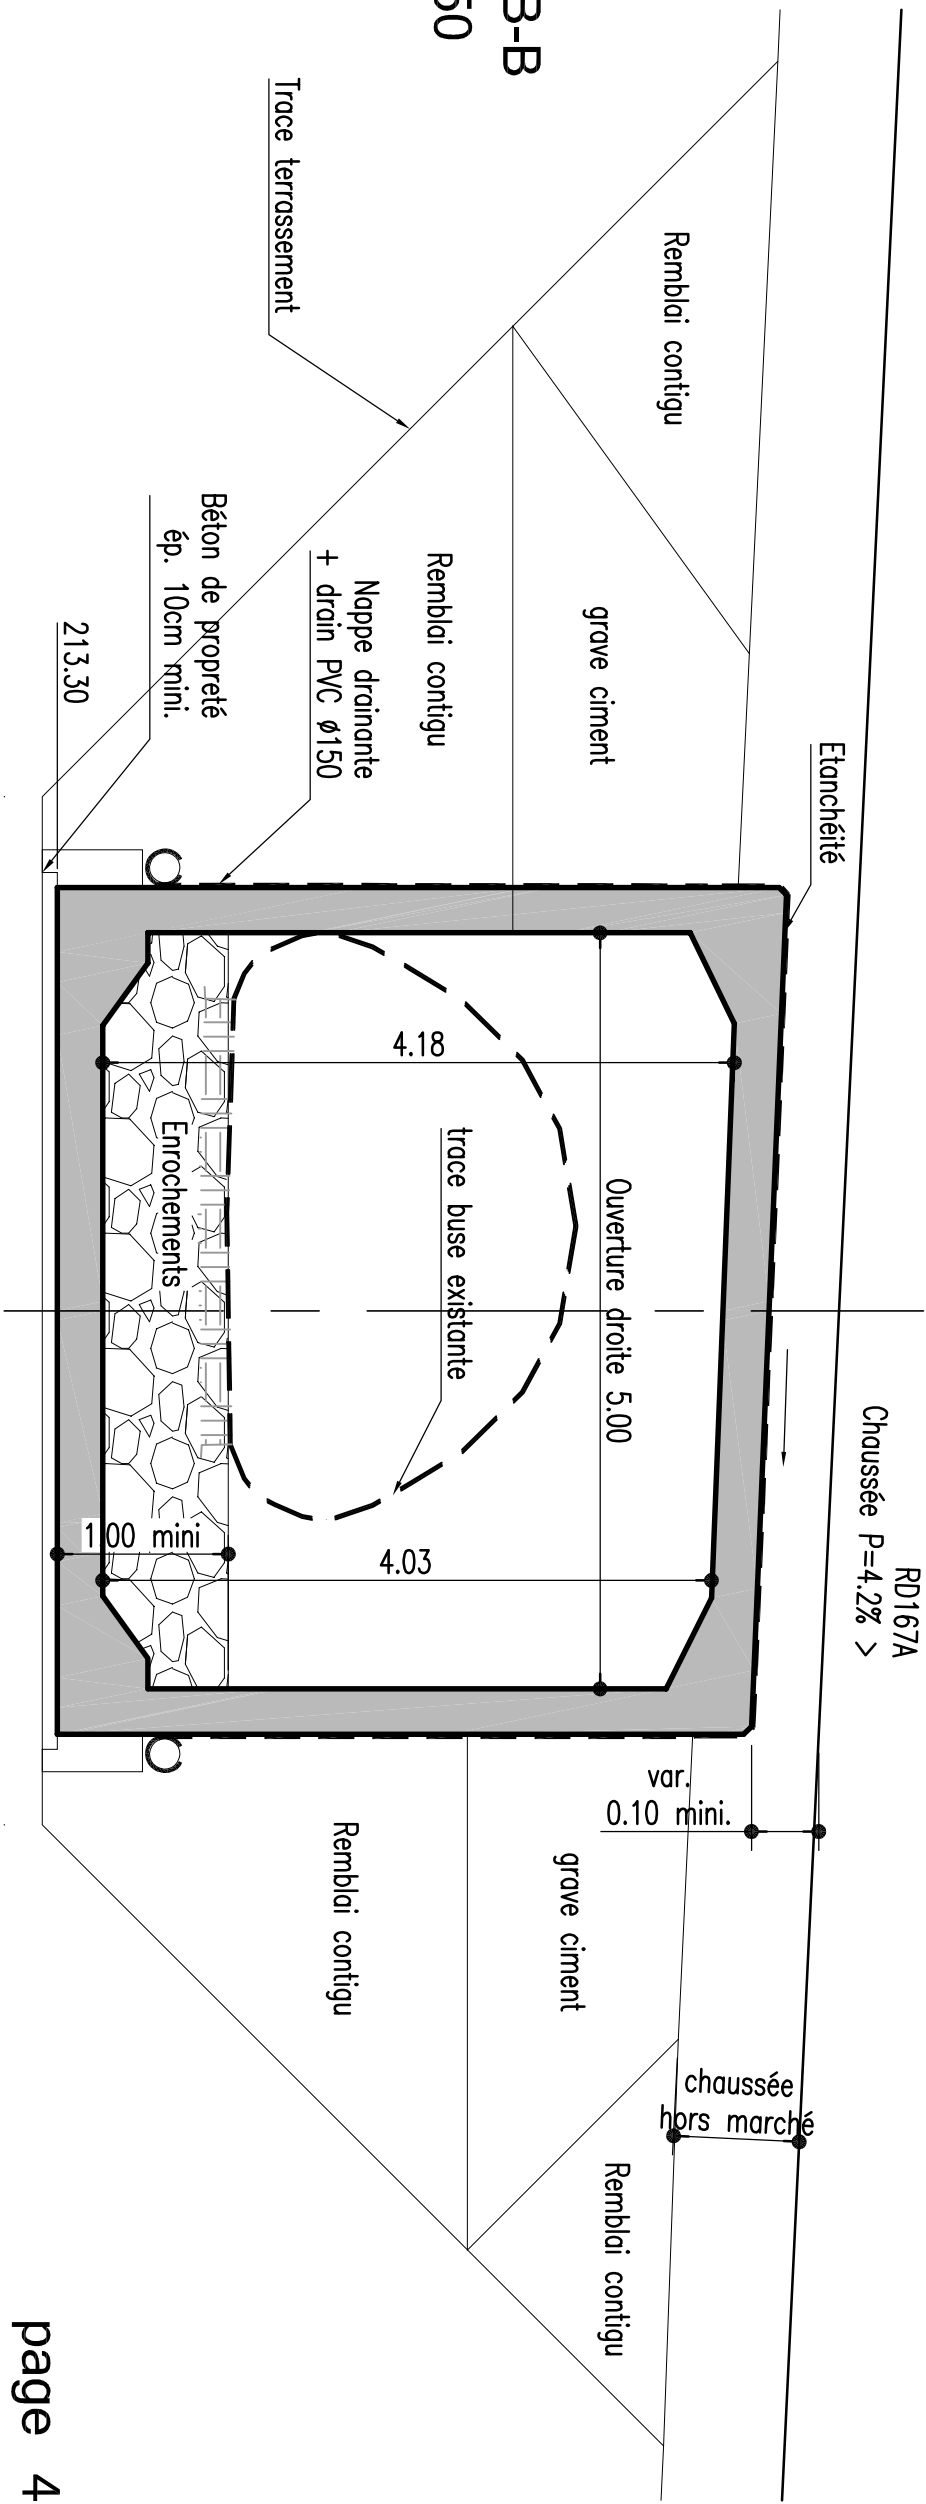 B-B
50
Trace terrassement
Remblai contigu
Béton de propreté
ép. 10cm mini.
213.30
Nappe drainante
+ drain PVC ø150
Remblai contigu
grave ciment
Etanchéité
4.18
trace buse existante
Ouverture droite 5.00
Enrochements
1.00 mini
4.03
RD167A
Chaussée P=4.2% >
var.
0.10 mini.
Remblai contigu
grave ciment
chaussée
hors marché
Remblai contigu
page 4